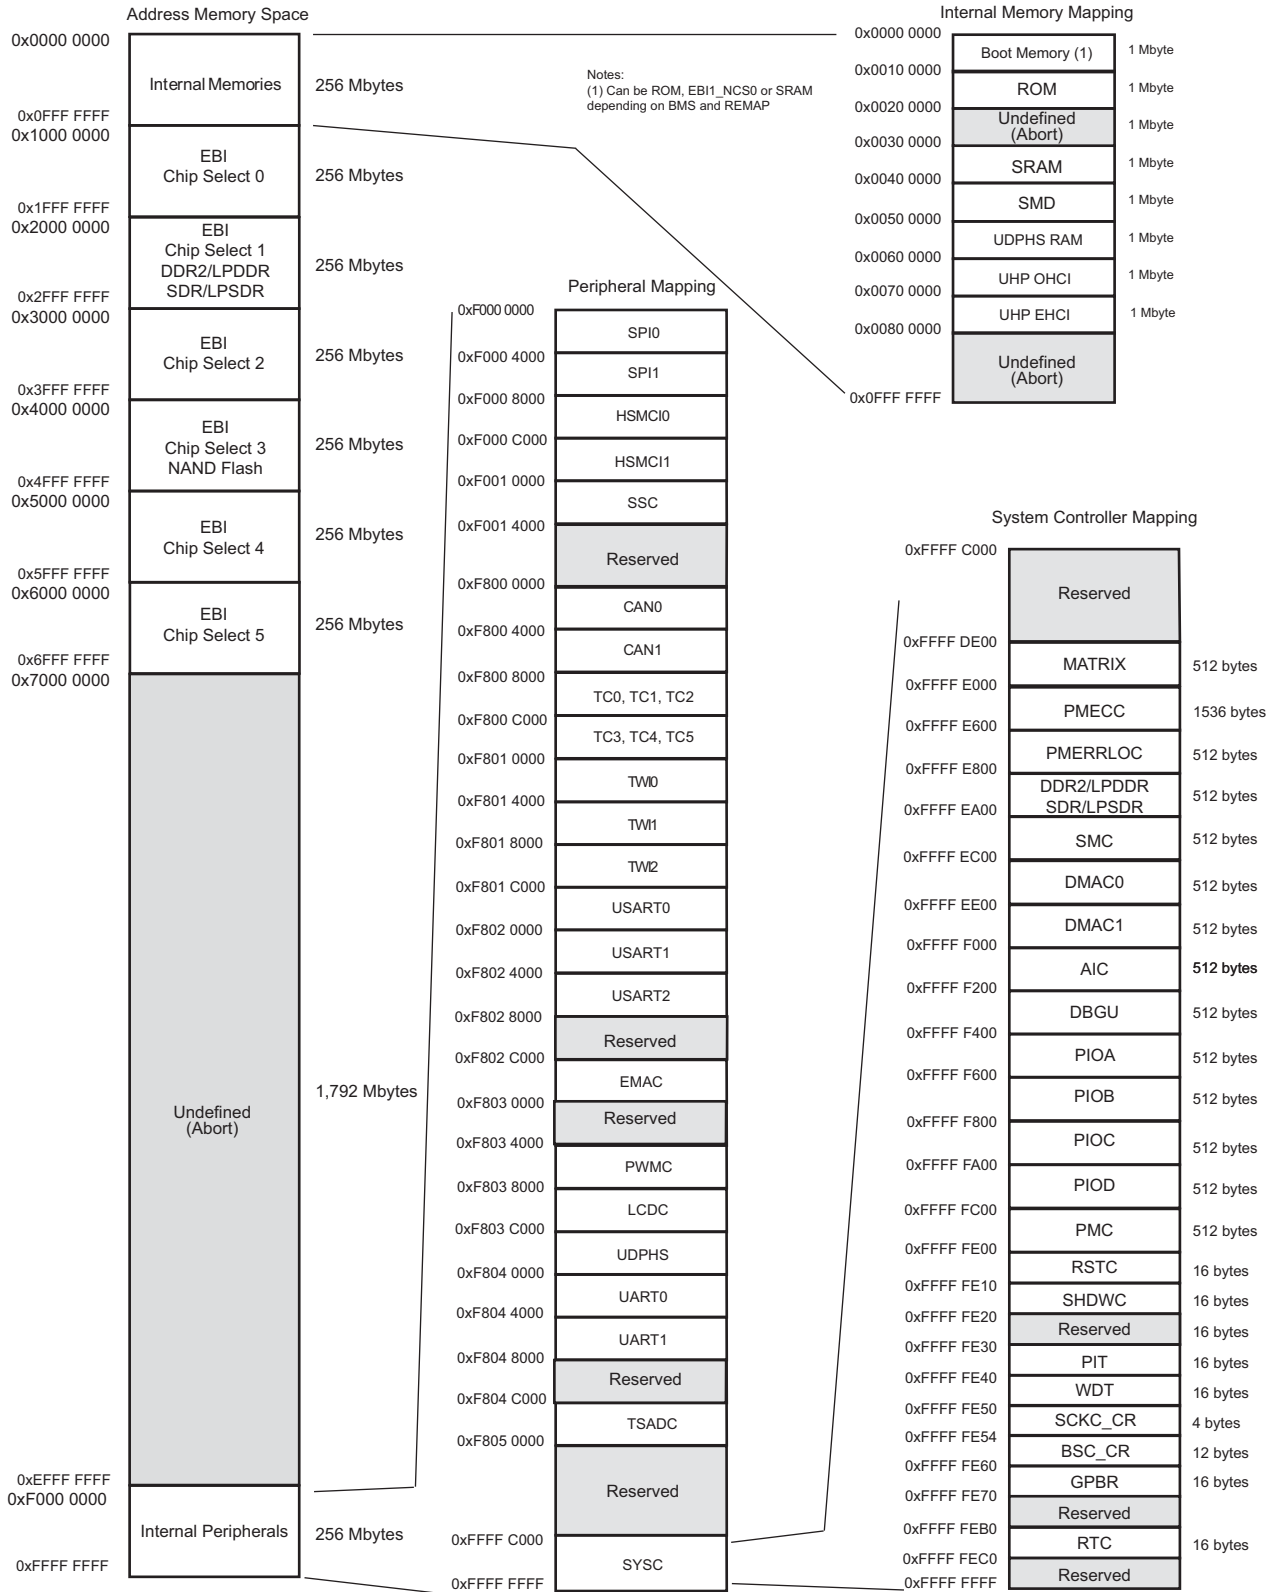 Address Memory Space
0x0000 0000
Internal Memories
256 Mbytes
0x0FFF FFFF
0x1000 0000
EBI
Chip Select 0
256 Mbytes
0x1FFF FFFF
0x2000 0000
EBI
Chip Select 1
DDR2/LPDDR
SDR/LPSDR
256 Mbytes
0x2FFF FFFF
0x3000 0000
EBI
Chip Select 2
256 Mbytes
0x3FFF FFFF
0x4000 0000
EBI
Chip Select 3
NAND Flash
256 Mbytes
0x4FFF FFFF
0x5000 0000
EBI
Chip Select 4
256 Mbytes
0x5FFF FFFF
0x6000 0000
EBI
Chip Select 5
256 Mbytes
0x6FFF FFFF
0x7000 0000
Undefined
(Abort)
1,792 Mbytes
0xEFFF FFFF
0xF000 0000
Internal Peripherals
256 Mbytes
0xFFFF FFFF
Notes:
(1) Can be ROM, EBI1_NCS0 or SRAM
depending on BMS and REMAP
Peripheral Mapping
0xF000 0000
SPI0
0xF000 4000
SPI1
0xF000 8000
HSMCI0
0xF000 C000
HSMCI1
0xF001 0000
SSC
0xF001 4000
Reserved
0xF800 0000
CAN0
0xF800 4000
CAN1
0xF800 8000
TC0, TC1, TC2
0xF800 C000
TC3, TC4, TC5
0xF801 0000
TWI0
0xF801 4000
TWI1
0xF801 8000
TWI2
0xF801 C000
USART0
0xF802 0000
USART1
0xF802 4000
USART2
0xF802 8000
Reserved
0xF802 C000
EMAC
0xF803 0000
Reserved
0xF803 4000
PWMC
0xF803 8000
LCDC
0xF803 C000
UDPHS
0xF804 0000
UART0
0xF804 4000
UART1
0xF804 8000
Reserved
0xF804 C000
TSADC
0xF805 0000
Reserved
0xFFFF C000
SYSC
0xFFFF FFFF
Internal Memory Mapping
0x0000 0000
Boot Memory (1)
1 Mbyte
0x0010 0000
ROM
1 Mbyte
0x0020 0000
Undefined
(Abort)
1 Mbyte
0x0030 0000
SRAM
1 Mbyte
0x0040 0000
SMD
1 Mbyte
0x0050 0000
UDPHS RAM
1 Mbyte
0x0060 0000
UHP OHCI
1 Mbyte
0x0070 0000
UHP EHCI
1 Mbyte
0x0080 0000
Undefined
(Abort)
0x0FFF FFFF
System Controller Mapping
0xFFFF C000
Reserved
0xFFFF DE00
MATRIX
512 bytes
0xFFFF E000
PMECC
1536 bytes
0xFFFF E600
PMERRLOC
512 bytes
0xFFFF E800
DDR2/LPDDR
SDR/LPSDR
512 bytes
0xFFFF EA00
SMC
512 bytes
0xFFFF EC00
DMAC0
512 bytes
0xFFFF EE00
DMAC1
512 bytes
0xFFFF F000
AIC
512 bytes
0xFFFF F200
DBGU
512 bytes
0xFFFF F400
PIOA
512 bytes
0xFFFF F600
PIOB
512 bytes
0xFFFF F800
PIOC
512 bytes
0xFFFF FA00
PIOD
512 bytes
0xFFFF FC00
PMC
512 bytes
0xFFFF FE00
RSTC
16 bytes
0xFFFF FE10
SHDWC
16 bytes
0xFFFF FE20
Reserved
16 bytes
0xFFFF FE30
PIT
16 bytes
0xFFFF FE40
WDT
16 bytes
0xFFFF FE50
SCKC_CR
4 bytes
0xFFFF FE54
BSC_CR
12 bytes
0xFFFF FE60
GPBR
16 bytes
0xFFFF FE70
Reserved
0xFFFF FEB0
RTC
16 bytes
0xFFFF FEC0
Reserved
0xFFFF FFFF